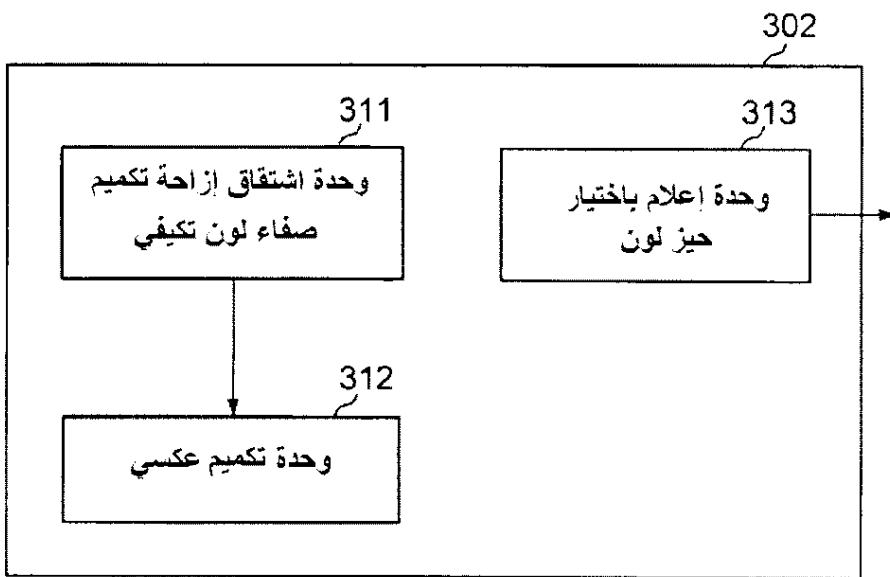 302
311
وحدة اشتقاق إزاحة تكميم
صفاء لون تكيفي
313
وحدة إعلام باختيار
حيز لون
312
وحدة تكميم عكسي